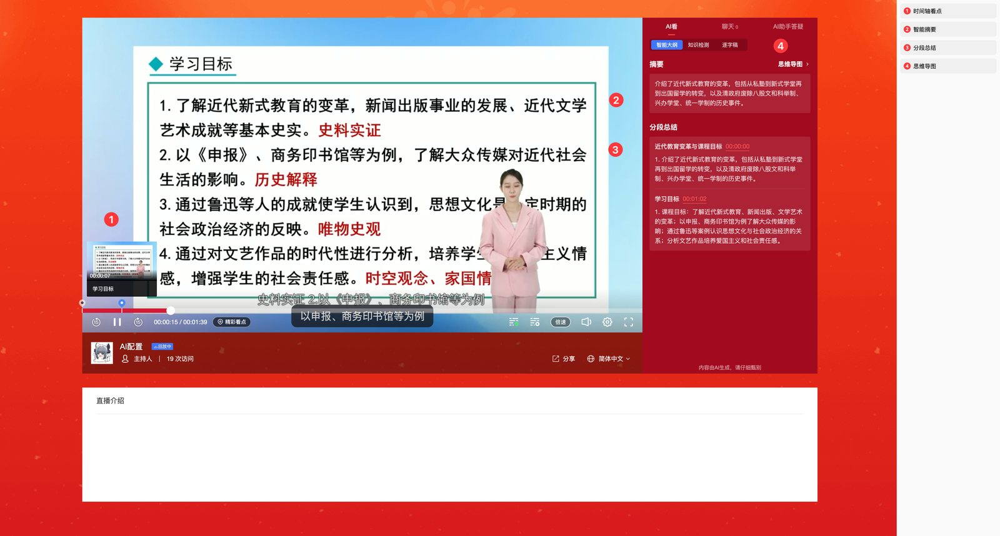 学习目标
1. 了解近代新式教育的变革，新闻出版事业的发展、近代文学
艺术成就等基本史实。史料实证
2. 以《申报》、商务印书馆等为例，了解大众传媒对近代社会
生活的影响。历史解释
3. 通过鲁迅等人的成就使学生认识到，思想文化是 定时期的
社会政治经济的反映。唯物史观
4. 通过对文艺作品的时代性进行分析，培养学 主义情
感，增强学生的社会责任感。时空观念、家国情
史料实证 2.以《申报》、商务印书馆等为例
以申报、商务印书馆等为例
1
2
3
4
00:00:07
学习目标
15
15
00:00:15 / 00:01:39
精彩看点
倍速
AI配置
回放中
主持人 | 19 次访问
分享
简体中文
AI看
聊天 0
AI助手答疑
智能大纲
知识检测
逐字稿
摘要
思维导图 >
介绍了近代新式教育的变革，包括从私塾到新式学堂再
到出国留学的转变，以及清政府废除八股文和科举制、
兴办学堂、统一学制的历史事件。
分段总结
近代教育变革与课程目标 00:00:00
1. 介绍了近代新式教育的变革，包括从私塾到新式学堂
再到出国留学的转变，以及清政府废除八股文和科举
制、兴办学堂、统一学制的历史事件。
学习目标 00:01:02
1. 课程目标：了解近代新式教育、新闻出版、文学艺术
的变革；以申报、商务印书馆为例了解大众传媒的影
响；通过鲁迅等案例认识思想文化与社会政治经济的关
系；分析文艺作品培养爱国主义和社会责任感。
内容由AI生成，请仔细甄别
直播介绍
1 时间轴看点
2 智能摘要
3 分段总结
4 思维导图